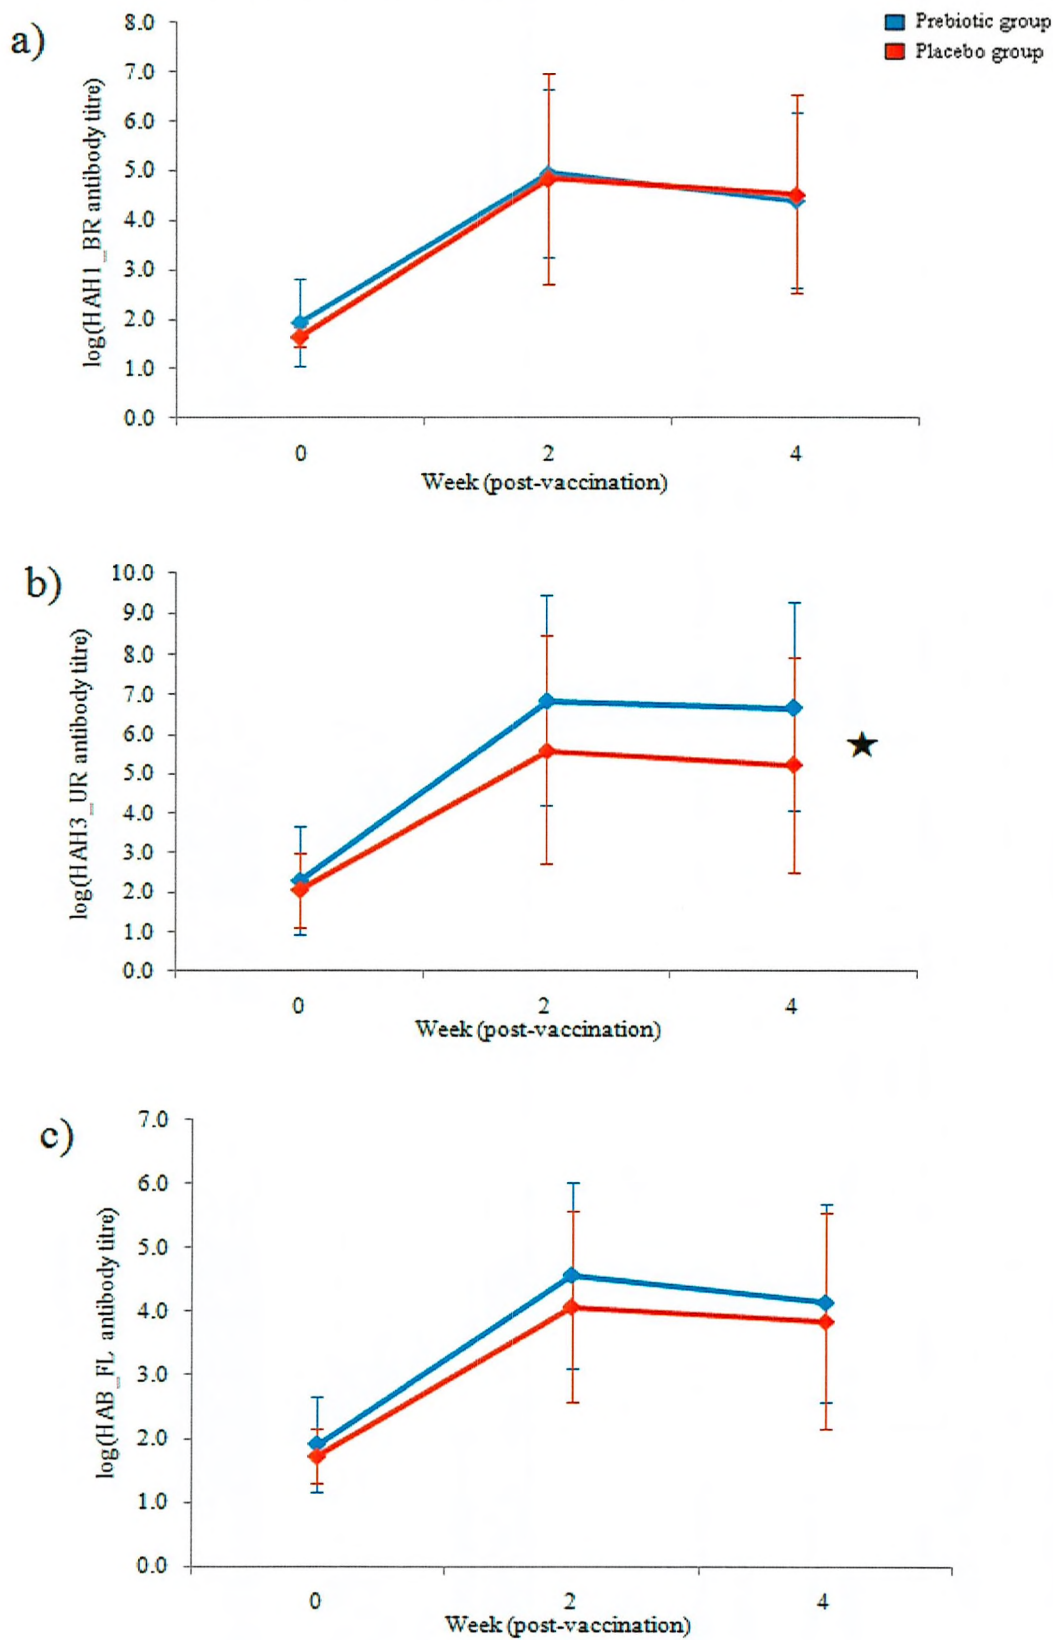 a)
Prebiotic group
Placebo group
log(HAH1_BR antibody titre)
8.0
7.0
6.0
5.0
4.0
3.0
2.0
1.0
0.0
0 2 4
Week (post-vaccination)
b)
log(HAH3_UR antibody titre)
10.0
9.0
8.0
7.0
6.0
5.0
4.0
3.0
2.0
1.0
0.0
0 2 4
Week (post-vaccination)
c)
log(HAB_FL antibody titre)
7.0
6.0
5.0
4.0
3.0
2.0
1.0
0.0
0 2 4
Week (post-vaccination)